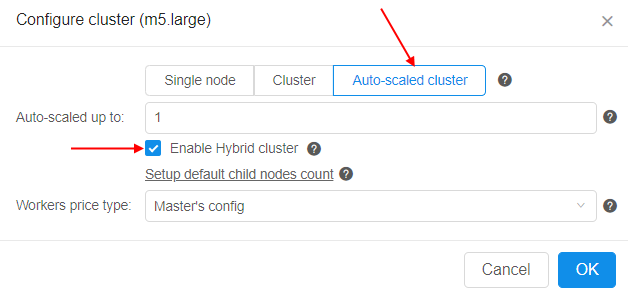 Configure cluster (m5.large)
Single node Cluster Auto-scaled cluster
Auto-scaled up to: 1
Enable Hybrid cluster
Setup default child nodes count
Workers price type: Master's config
Cancel OK